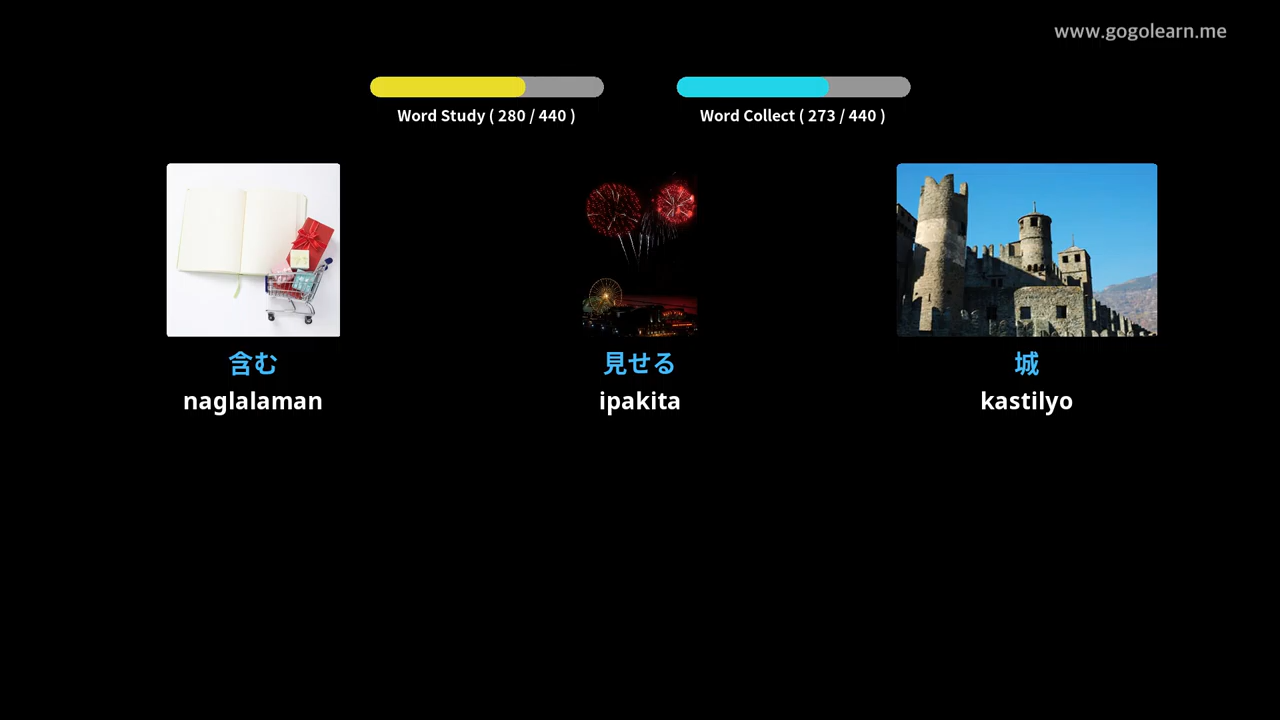 www.gogolearn.me
Word Study ( 280 / 440 )
Word Collect ( 273 / 440 )
含む
見せる
城
naglalaman
ipakita
kastilyo